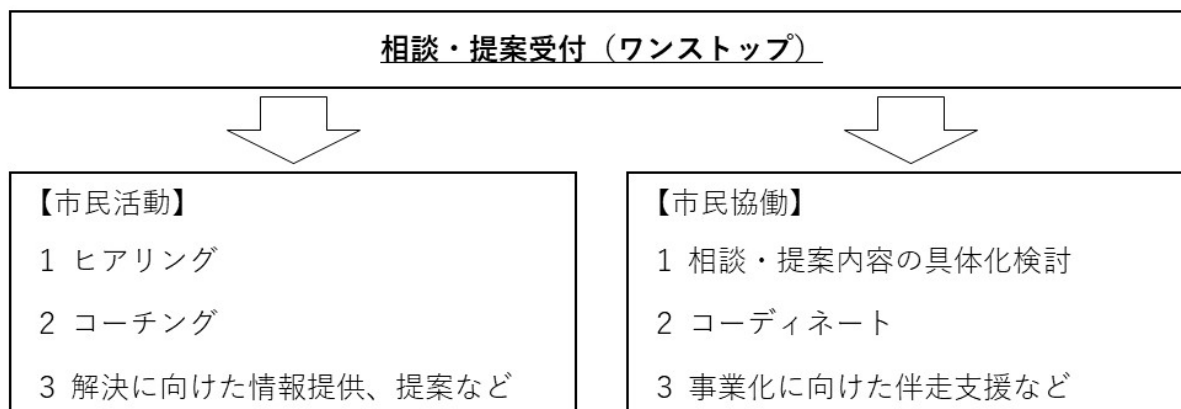 相談・提案受付（ワンストップ）
【市民活動】
1 ヒアリング
2 コーチング
3 解決に向けた情報提供、提案など
【市民協働】
1 相談・提案内容の具体化検討
2 コーディネート
3 事業化に向けた伴走支援など